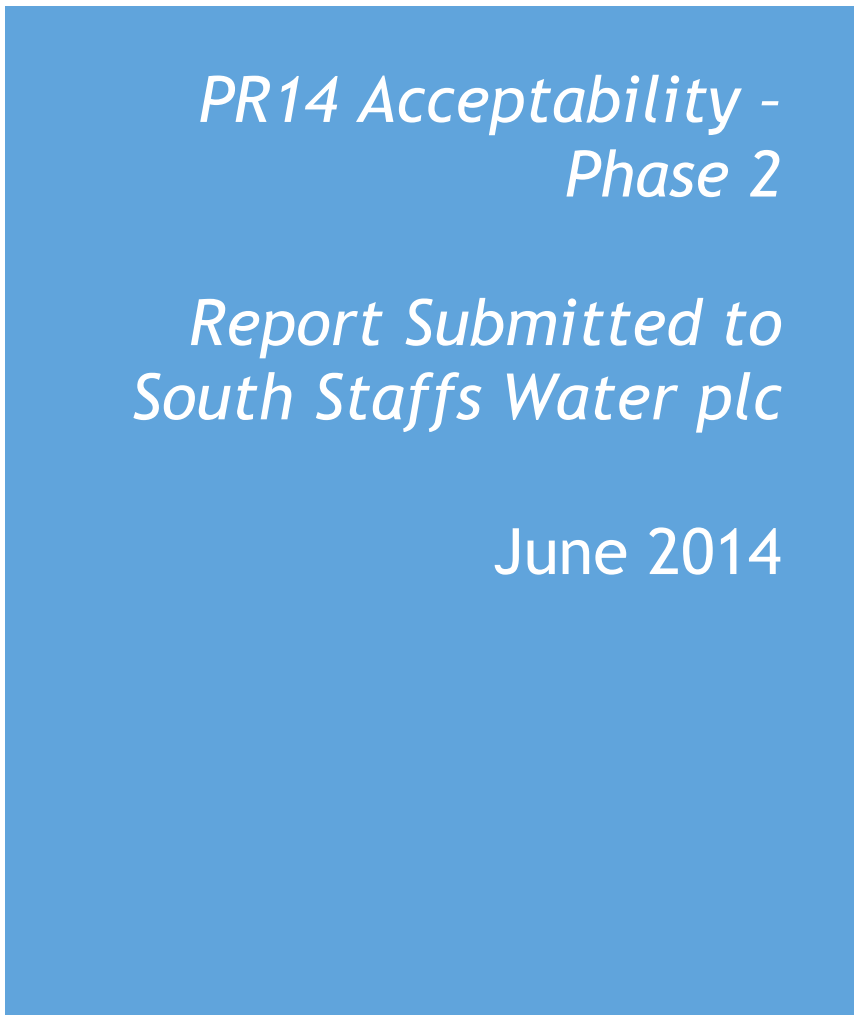 PR14 Acceptability –
Phase 2
Report Submitted to
South Staffs Water plc
June 2014